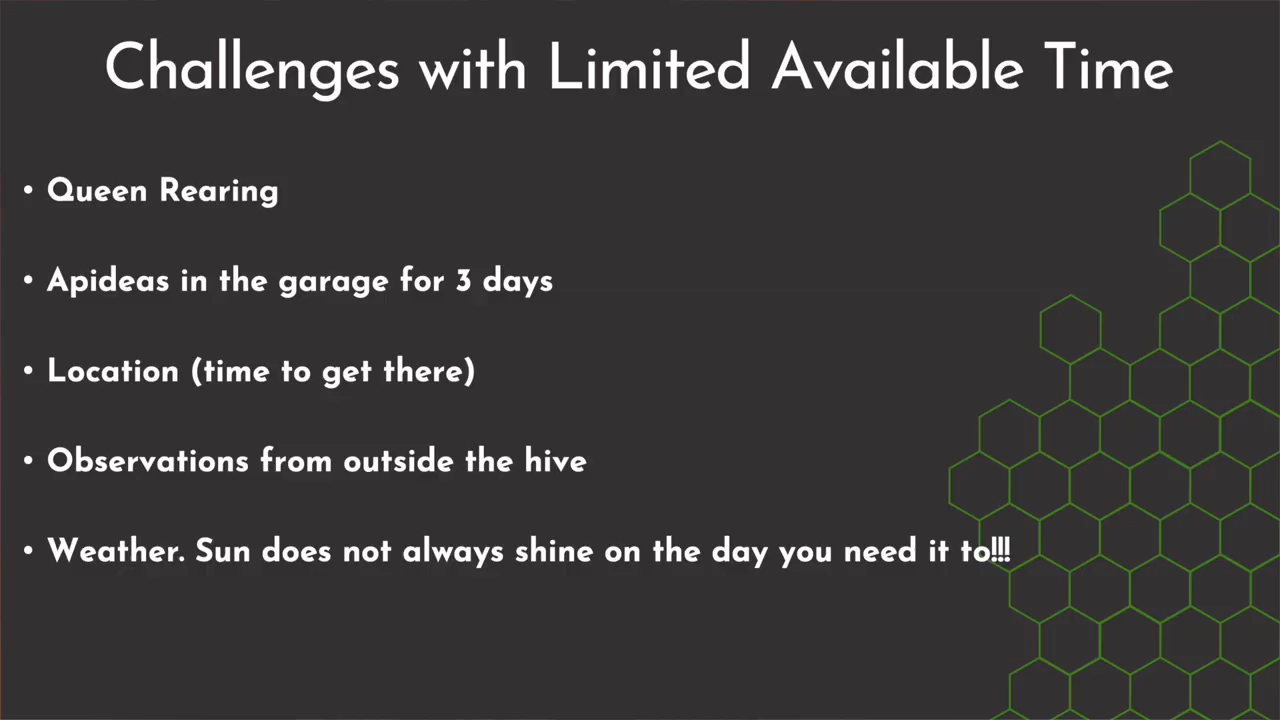 Challenges with Limited Available Time
• Queen Rearing
• Apideas in the garage for 3 days
• Location (time to get there)
• Observations from outside the hive
• Weather. Sun does not always shine on the day you need it to!!!